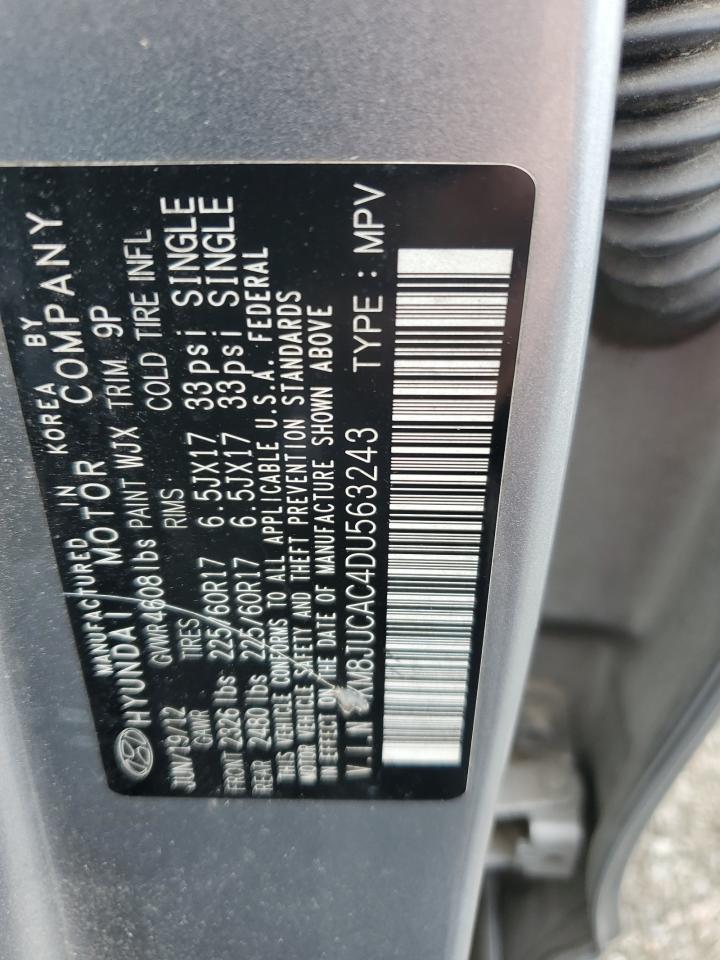 MANUFACTURED IN KOREA BY
HYUNDAI MOTOR COMPANY
JUN/19/12 GVWR 4608lbs PAINT WJX TRIM 9P
GAWR TIRES RIMS COLD TIRE INFL
FRONT 2326 lbs 225/60R17 6.5JX17 33psi SINGLE
REAR 2480 lbs 225/60R17 6.5JX17 33psi SINGLE
THIS VEHICLE CONFORMS TO ALL APPLICABLE U.S.A. FEDERAL
MOTOR VEHICLE SAFETY AND THEFT PREVENTION STANDARDS
IN EFFECT ON THE DATE OF MANUFACTURE SHOWN ABOVE
V.I.N KM8JUCAC4DU563243 TYPE : MPV